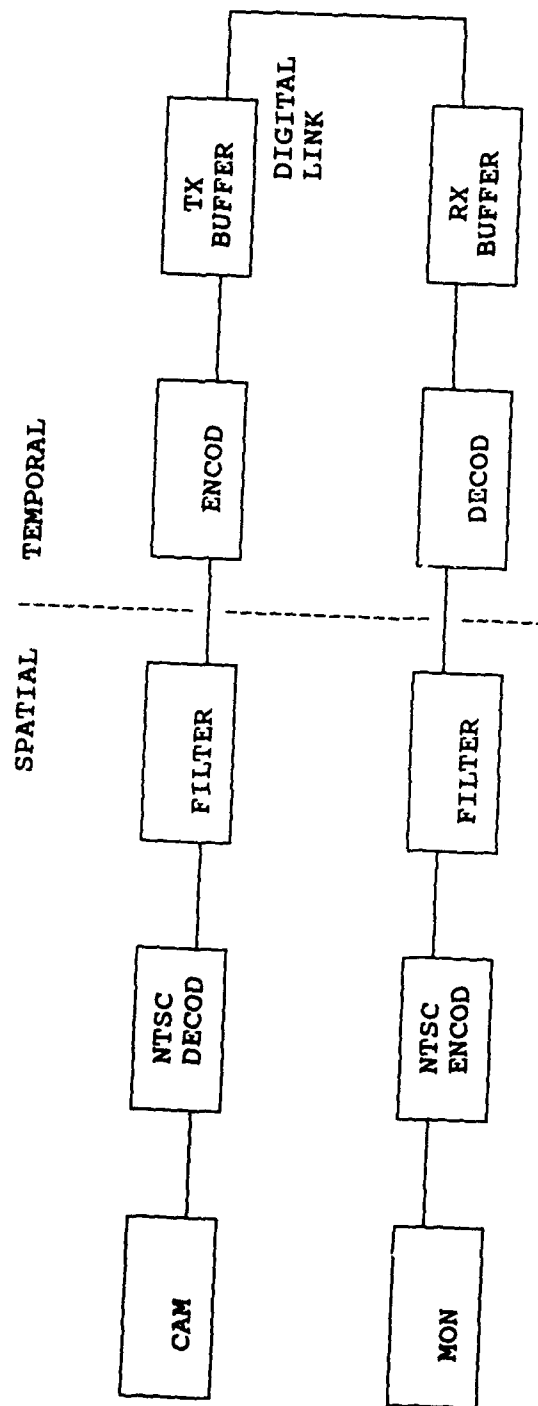 SPATIAL
TEMPORAL
CAM
NTSC
DECOD
FILTER
ENCOD
TX
BUFFER
DIGITAL
LINK
MON
NTSC
ENCOD
FILTER
DECOD
RX
BUFFER